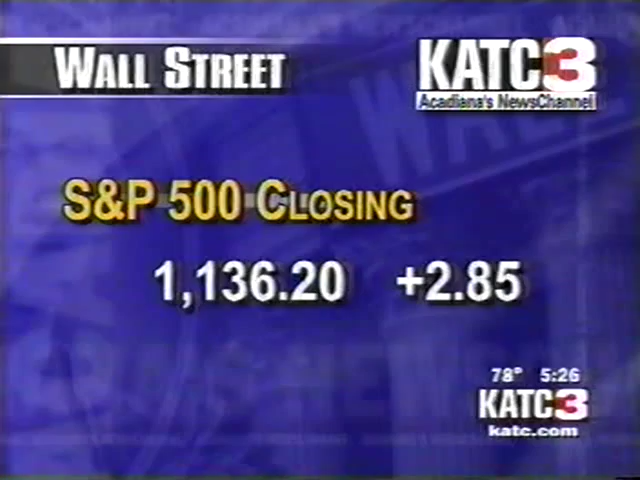 WALL STREET
KATC3
Acadiana's NewsChannel
S&P 500 CLOSING
1,136.20 +2.85
78° 5:26
KATC3
katc.com